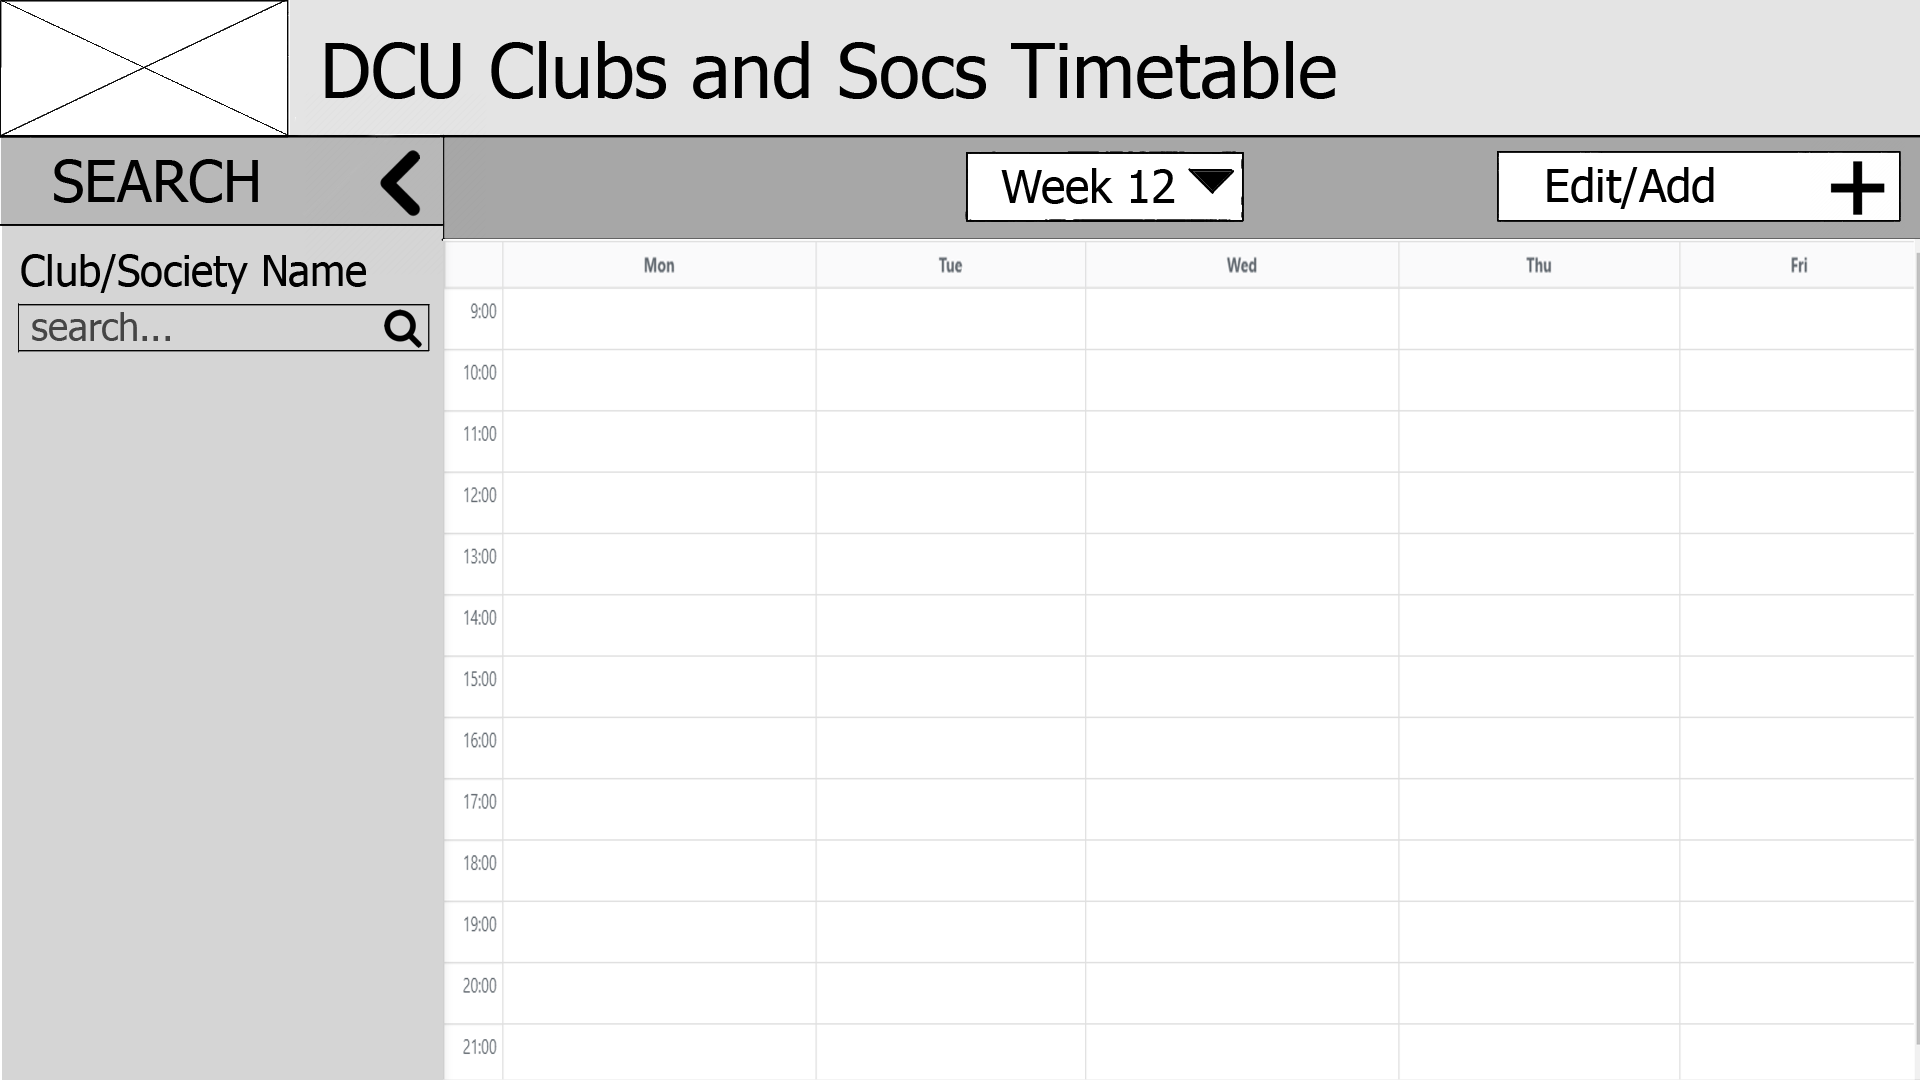 DCU Clubs and Socs Timetable
SEARCH
Week 12
Edit/Add
Club/Society Name
search...
Mon Tue Wed Thu Fri
9:00
10:00
11:00
12:00
13:00
14:00
15:00
16:00
17:00
18:00
19:00
20:00
21:00